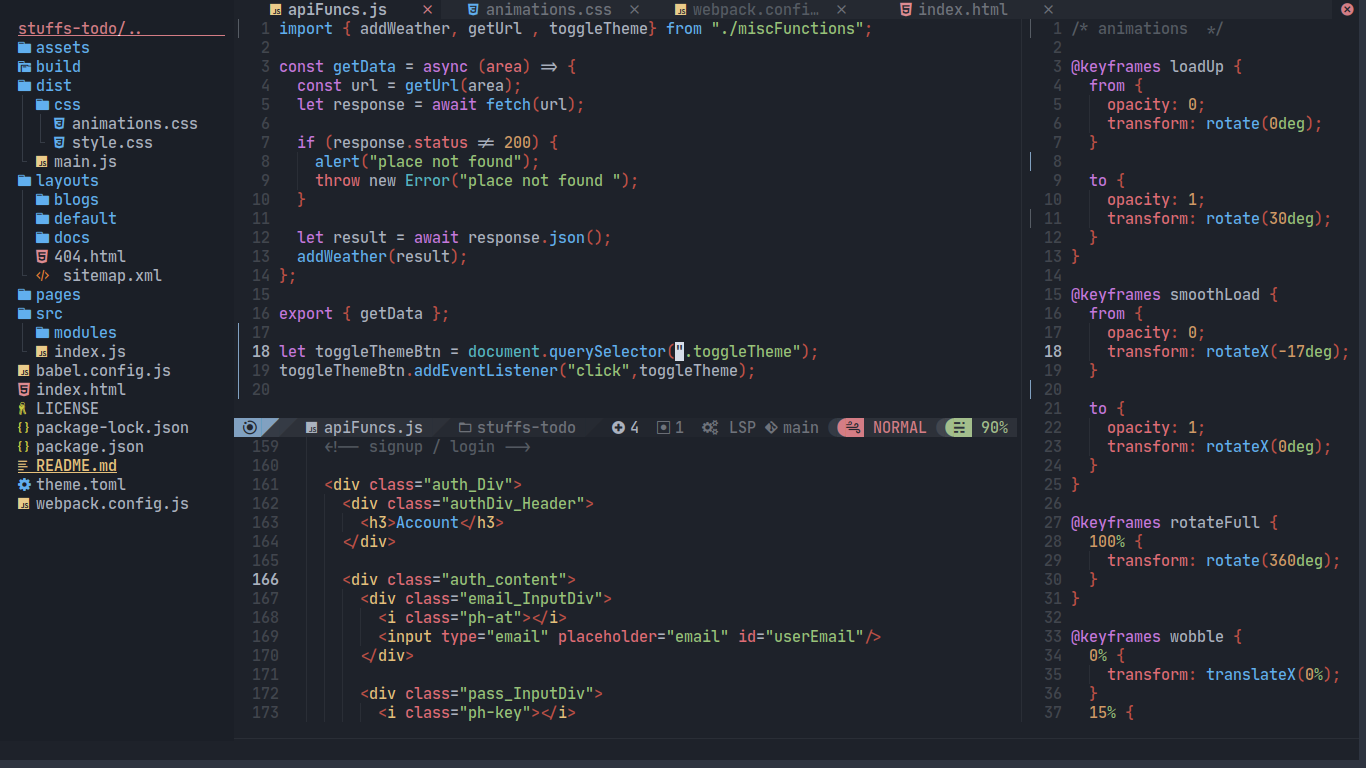 apiFuncs.js animations.css webpack.confi… index.html
stuffs-todo/..
assets
build
dist
css
animations.css
style.css
main.js
layouts
blogs
default
docs
404.html
sitemap.xml
pages
src
modules
index.js
babel.config.js
index.html
LICENSE
package-lock.json
package.json
README.md
theme.toml
webpack.config.js
1 import { addWeather, getUrl , toggleTheme} from "./miscFunctions";
2
3 const getData = async (area) => {
4 const url = getUrl(area);
5 let response = await fetch(url);
6
7 if (response.status != 200) {
8 alert("place not found");
9 throw new Error("place not found ");
10 }
11
12 let result = await response.json();
13 addWeather(result);
14 };
15
16 export { getData };
17
18 let toggleThemeBtn = document.querySelector(".toggleTheme");
19 toggleThemeBtn.addEventListener("click",toggleTheme);
20
apiFuncs.js stuffs-todo 4 1 LSP main NORMAL 90%
159 <!-- signup / login -->
160
161 <div class="auth_Div">
162 <div class="authDiv_Header">
163 <h3>Account</h3>
164 </div>
165
166 <div class="auth_content">
167 <div class="email_InputDiv">
168 <i class="ph-at"></i>
169 <input type="email" placeholder="email" id="userEmail"/>
170 </div>
171
172 <div class="pass_InputDiv">
173 <i class="ph-key"></i>
1 /* animations */
2
3 @keyframes loadUp {
4 from {
5 opacity: 0;
6 transform: rotate(0deg);
7 }
8
9 to {
10 opacity: 1;
11 transform: rotate(30deg);
12 }
13 }
14
15 @keyframes smoothLoad {
16 from {
17 opacity: 0;
18 transform: rotateX(-17deg);
19 }
20
21 to {
22 opacity: 1;
23 transform: rotateX(0deg);
24 }
25 }
26
27 @keyframes rotateFull {
28 100% {
29 transform: rotate(360deg);
30 }
31 }
32
33 @keyframes wobble {
34 0% {
35 transform: translateX(0%);
36 }
37 15% {